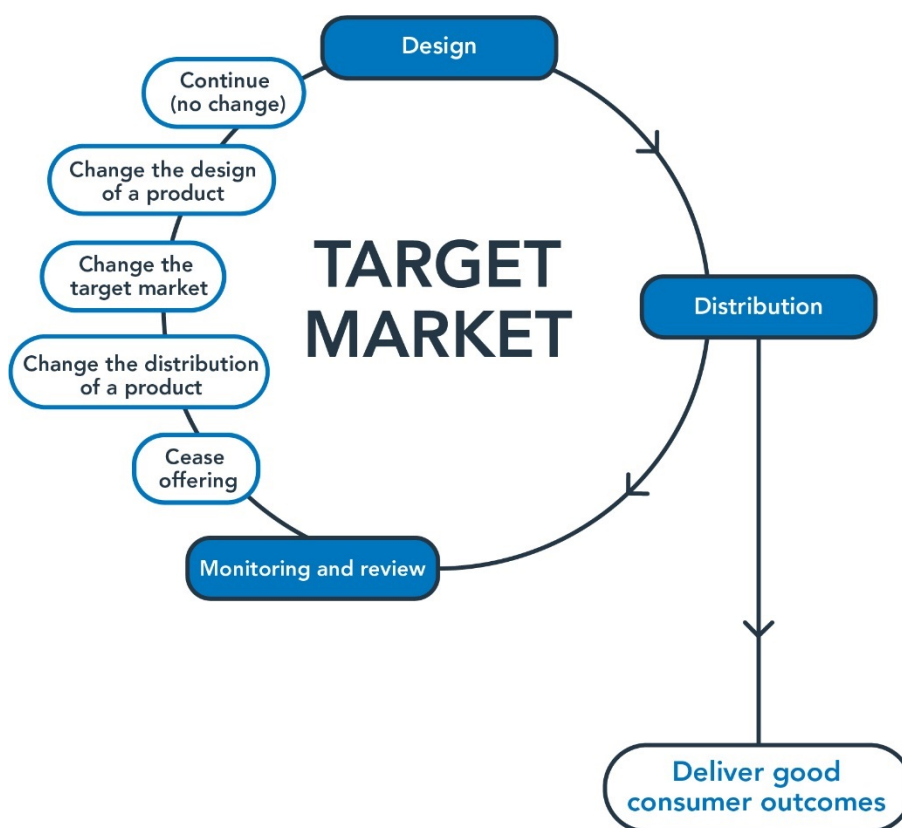 Design
Continue
(no change)
Change the design
of a product
TARGET
MARKET
Change the
target market
Distribution
Change the distribution
of a product
Cease
offering
Monitoring and review
Deliver good
consumer outcomes